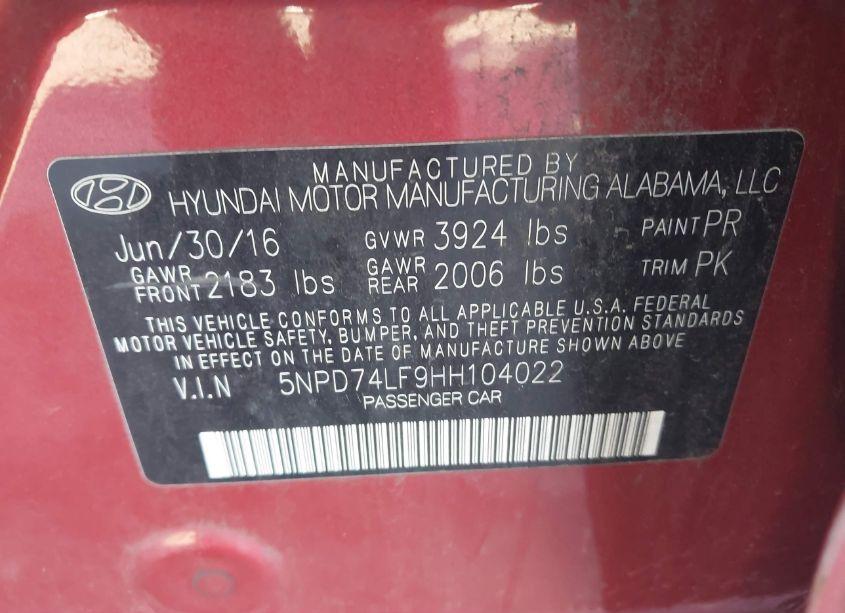 MANUFACTURED BY
HYUNDAI MOTOR MANUFACTURING ALABAMA, LLC
Jun/30/16 GVWR 3924 lbs PAINT PR
GAWR FRONT 2183 lbs GAWR REAR 2006 lbs TRIM PK
THIS VEHICLE CONFORMS TO ALL APPLICABLE U.S.A. FEDERAL
MOTOR VEHICLE SAFETY, BUMPER, AND THEFT PREVENTION STANDARDS
IN EFFECT ON THE DATE OF MANUFACTURE SHOWN ABOVE
V.I.N 5NPD74LF9HH104022
PASSENGER CAR